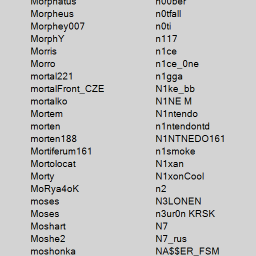 Morphatus n00ber
Morpheus n0tfall
Morphey007 n0ti
MorphY n117
Morris n1ce
Morro n1ce_0ne
mortal221 n1gga
mortalFront_CZE N1ke_bb
mortalko N1NE M
Mortem N1ntendo
morten n1ntendontd
morten188 N1NTNEDO161
Mortiferum161 n1smoke
Mortolocat N1xan
Morty N1xonCool
MoRya4oK n2
moses N3LONEN
Moses n3ur0n KRSK
Moshart N7
Moshe2 N7_rus
moshonka NA$$ER_FSM